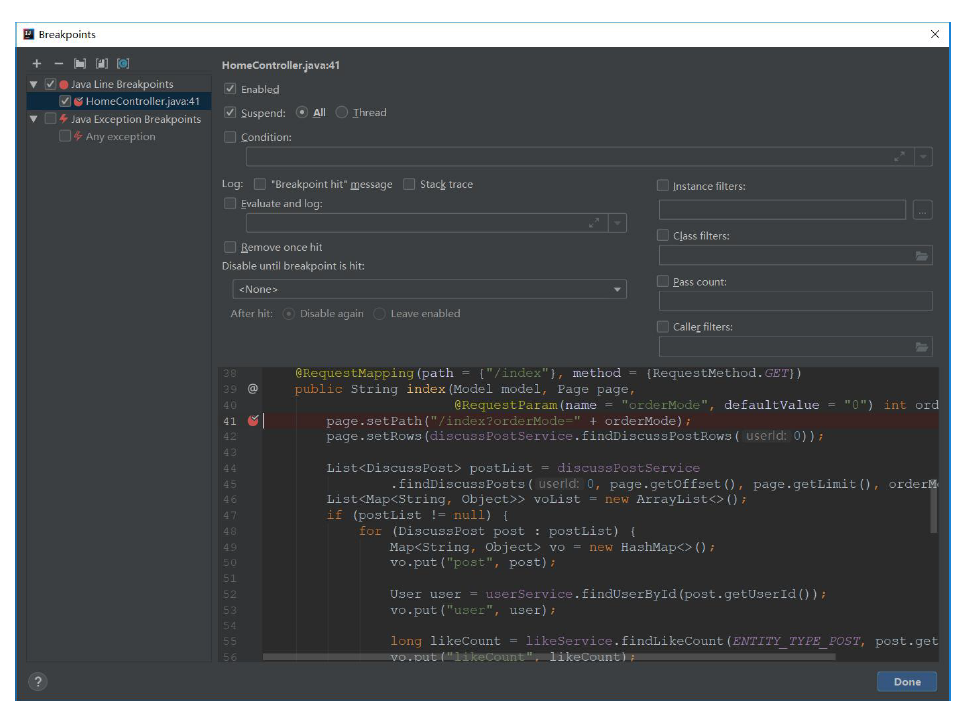 Breakpoints
HomeController.java:41
Java Line Breakpoints
Enabled
HomeController.java:41
Suspend: All Thread
Java Exception Breakpoints
Condition:
Any exception
Log: "Breakpoint hit" message Stack trace
Instance filters:
Evaluate and log:
...
Class filters:
Remove once hit
Disable until breakpoint is hit:
Pass count:
<None>
After hit: Disable again Leave enabled
Caller filters:
38 @RequestMapping(path = {"/index"}, method = {RequestMethod.GET})
39 @ public String index(Model model, Page page,
40 @RequestParam(name = "orderMode", defaultValue = "0") int ord
41 page.setPath("/index?orderMode=" + orderMode);
42 page.setRows(discussPostService.findDiscussPostRows( userId: 0));
43
44 List<DiscussPost> postList = discussPostService
45 .findDiscussPosts( userId: 0, page.getOffset(), page.getLimit(), orderM
46 List<Map<String, Object>> voList = new ArrayList<>();
47 if (postList != null) {
48 for (DiscussPost post : postList) {
49 Map<String, Object> vo = new HashMap<>();
50 vo.put("post", post);
51
52 User user = userService.findUserById(post.getUserId());
53 vo.put("user", user);
54
55 long likeCount = likeService.findLikeCount(ENTITY_TYPE_POST, post.get
56 vo.put("likeCount", likeCount);
? Done